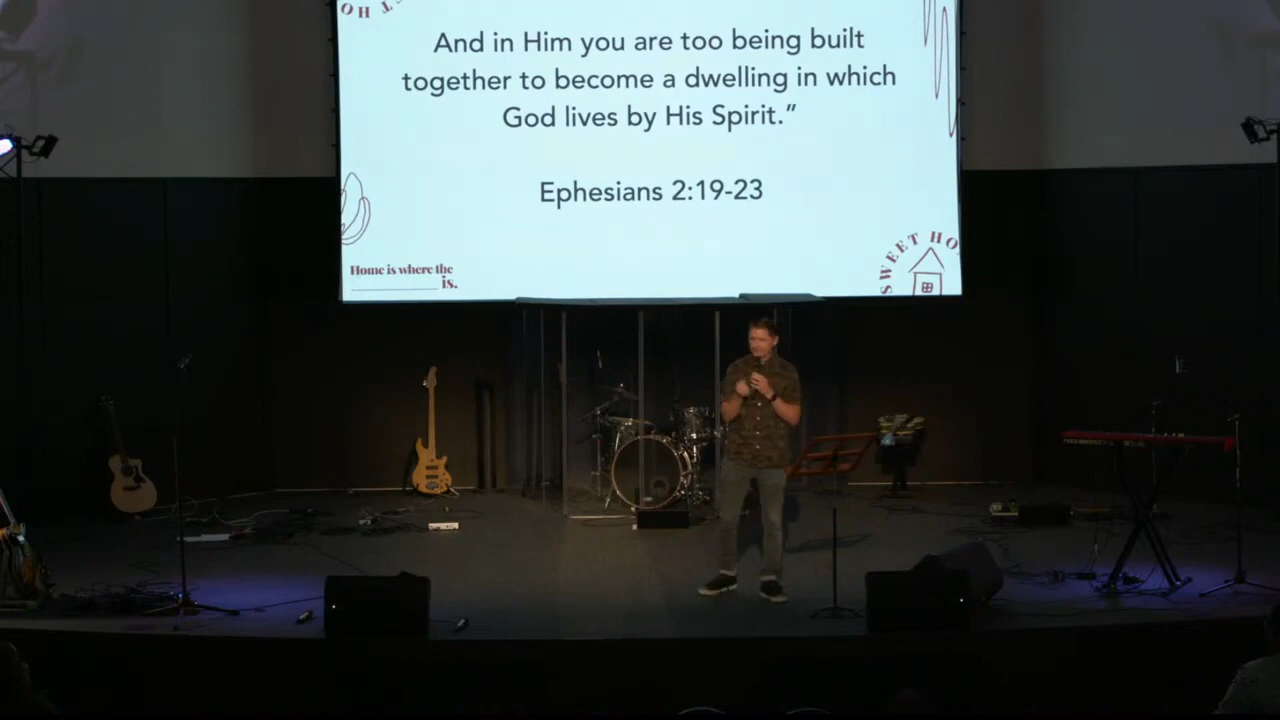 And in Him you are too being built
together to become a dwelling in which
God lives by His Spirit.”
Ephesians 2:19-23
Home is where the
is.
SWEET HO